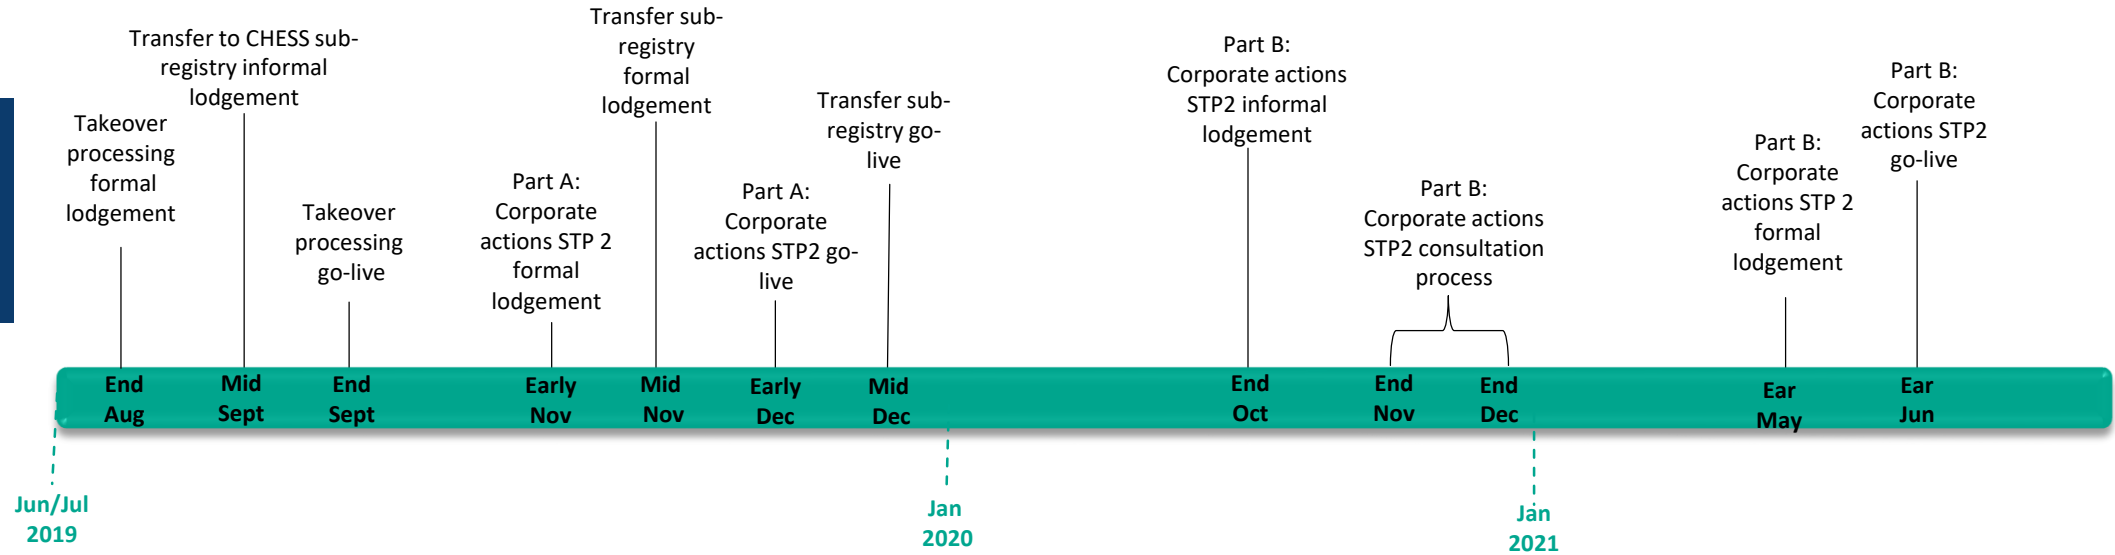 Takeover
processing
formal
lodgement
Transfer to CHESS sub-
registry informal
lodgement
Takeover
processing
go-live
Part A:
Corporate
actions STP 2
formal
lodgement
Transfer sub-
registry
formal
lodgement
Part A:
Corporate
actions STP2 go-
live
Transfer sub-
registry go-
live
Part B:
Corporate actions
STP2 informal
lodgement
Part B:
Corporate actions
STP2 consultation
process
Part B:
Corporate
actions STP 2
formal
lodgement
Part B:
Corporate
actions STP2
go-live
End
Aug
Mid
Sept
End
Sept
Early
Nov
Mid
Nov
Early
Dec
Mid
Dec
End
Oct
End
Nov
End
Dec
Ear
May
Ear
Jun
Jun/Jul
2019
Jan
2020
Jan
2021